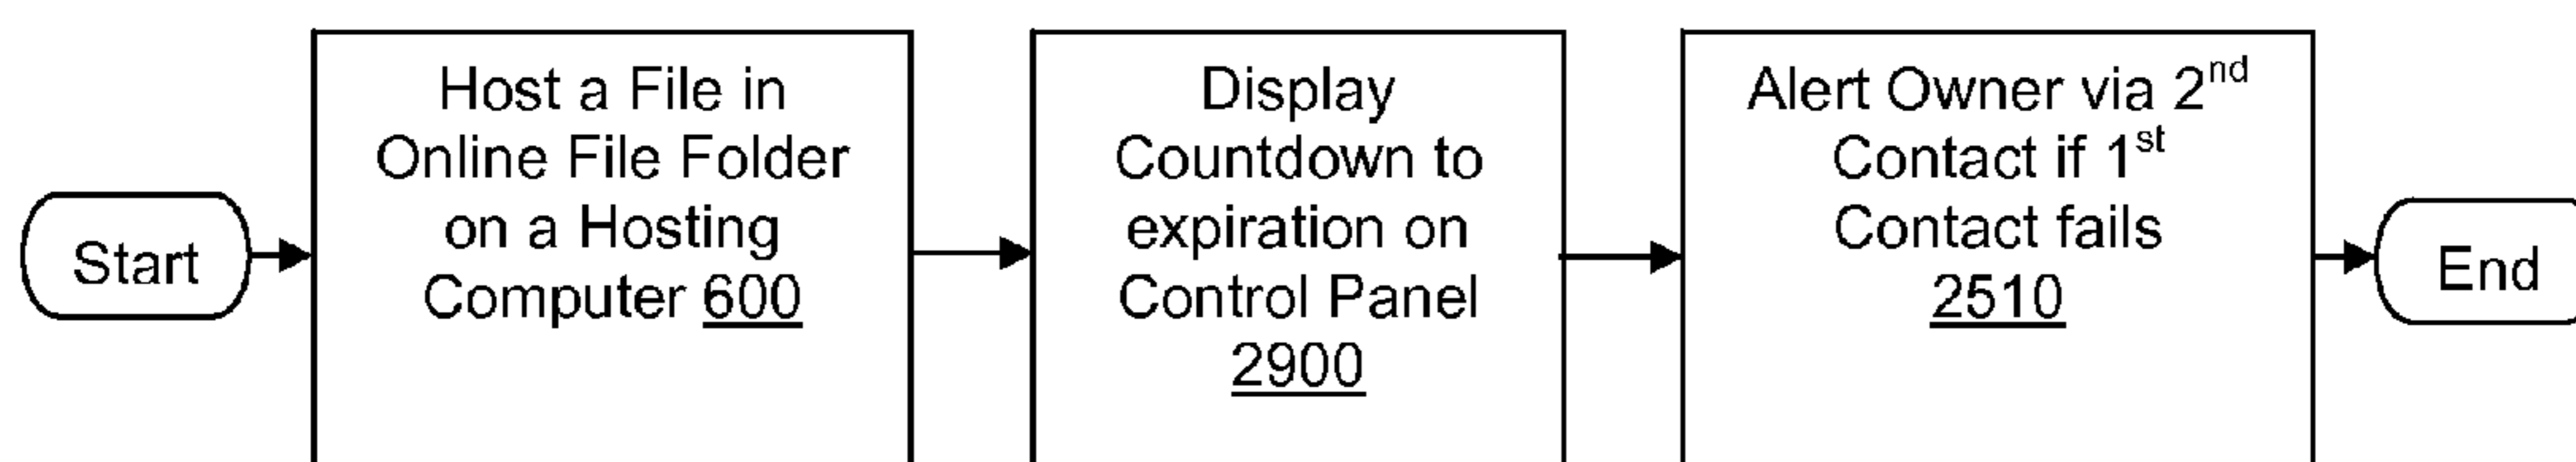 Start
Host a File in
Online File Folder
on a Hosting
Computer 600
Display
Countdown to
expiration on
Control Panel
2900
Alert Owner via 2nd
Contact if 1st
Contact fails
2510
End